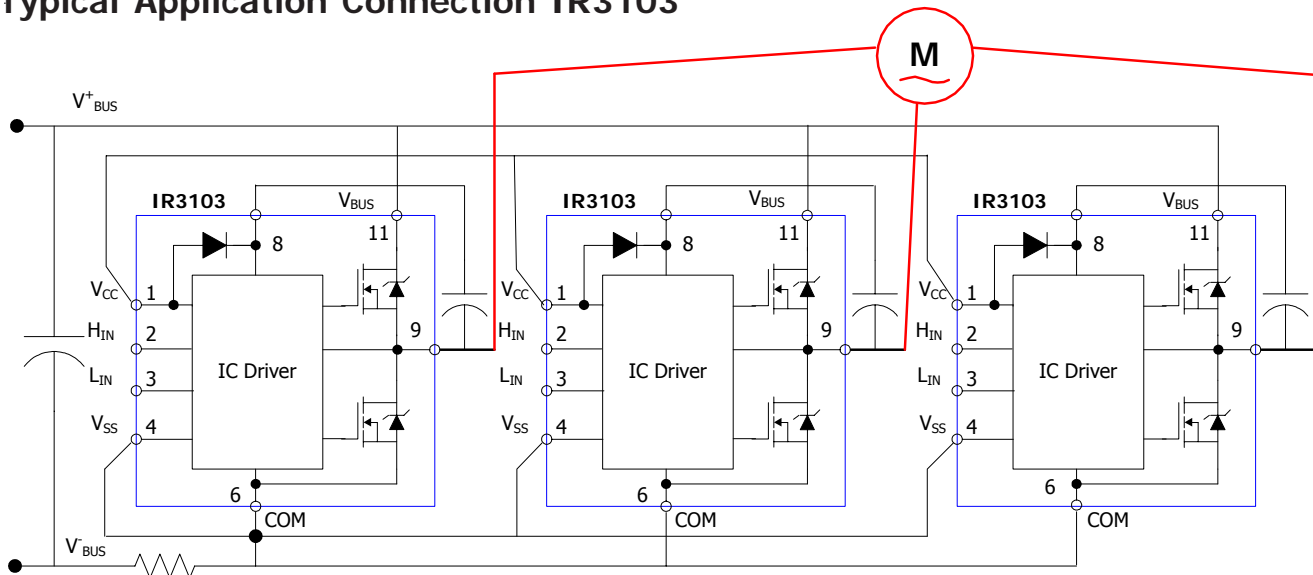 Typical Application Connection IR3103
M
V+BUS
IR3103 VBUS IR3103 VBUS IR3103 VBUS
8 11 8 11 8 11
VCC 1 VCC 1 VCC 1
HIN 2 9 HIN 2 9 HIN 2 9
IC Driver IC Driver IC Driver
LIN 3 LIN 3 LIN 3
VSS 4 VSS 4 VSS 4
6 6 6
COM COM COM
V-BUS